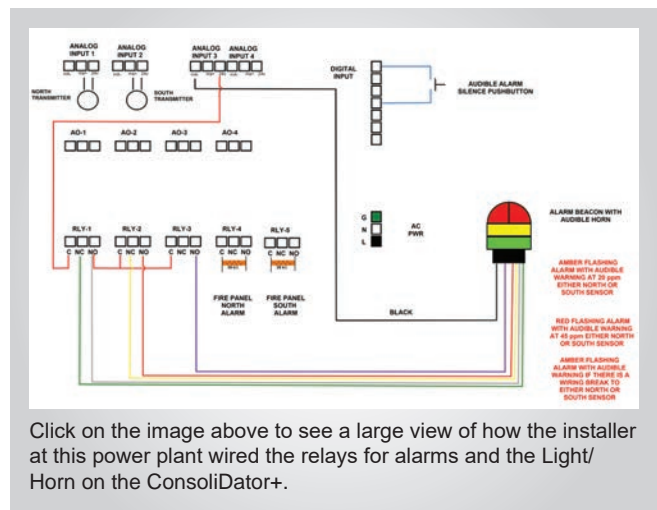 ANALOG
INPUT 1
ANALOG
INPUT 2
ANALOG
INPUT 3
ANALOG
INPUT 4
DIGITAL
INPUT
AUDIBLE ALARM
SILENCE PUSHBUTTON
NORTH
TRANSMITTER
SOUTH
TRANSMITTER
AO-1
AO-2
AO-3
AO-4
RLY-1
RLY-2
RLY-3
RLY-4
RLY-5
C NC NO
C NC NO
C NC NO
C NC NO
C NC NO
G
N
L
AC
PWR
ALARM BEACON WITH
AUDIBLE HORN
FIRE PANEL
NORTH
ALARM
FIRE PANEL
SOUTH
ALARM
BLACK
AMBER FLASHING
ALARM WITH AUDIBLE
WARNING AT 20 ppm
EITHER NORTH OR
SOUTH SENSOR
RED FLASHING ALARM
WITH AUDIBLE WARNING
AT 45 ppm EITHER NORTH
OR SOUTH SENSOR
AMBER FLASHING
ALARM WITH AUDIBLE
WARNING IF THERE IS A
WIRING BREAK TO
EITHER NORTH OR
SOUTH SENSOR
Click on the image above to see a large view of how the installer
at this power plant wired the relays for alarms and the Light/
Horn on the ConsoliDator+.